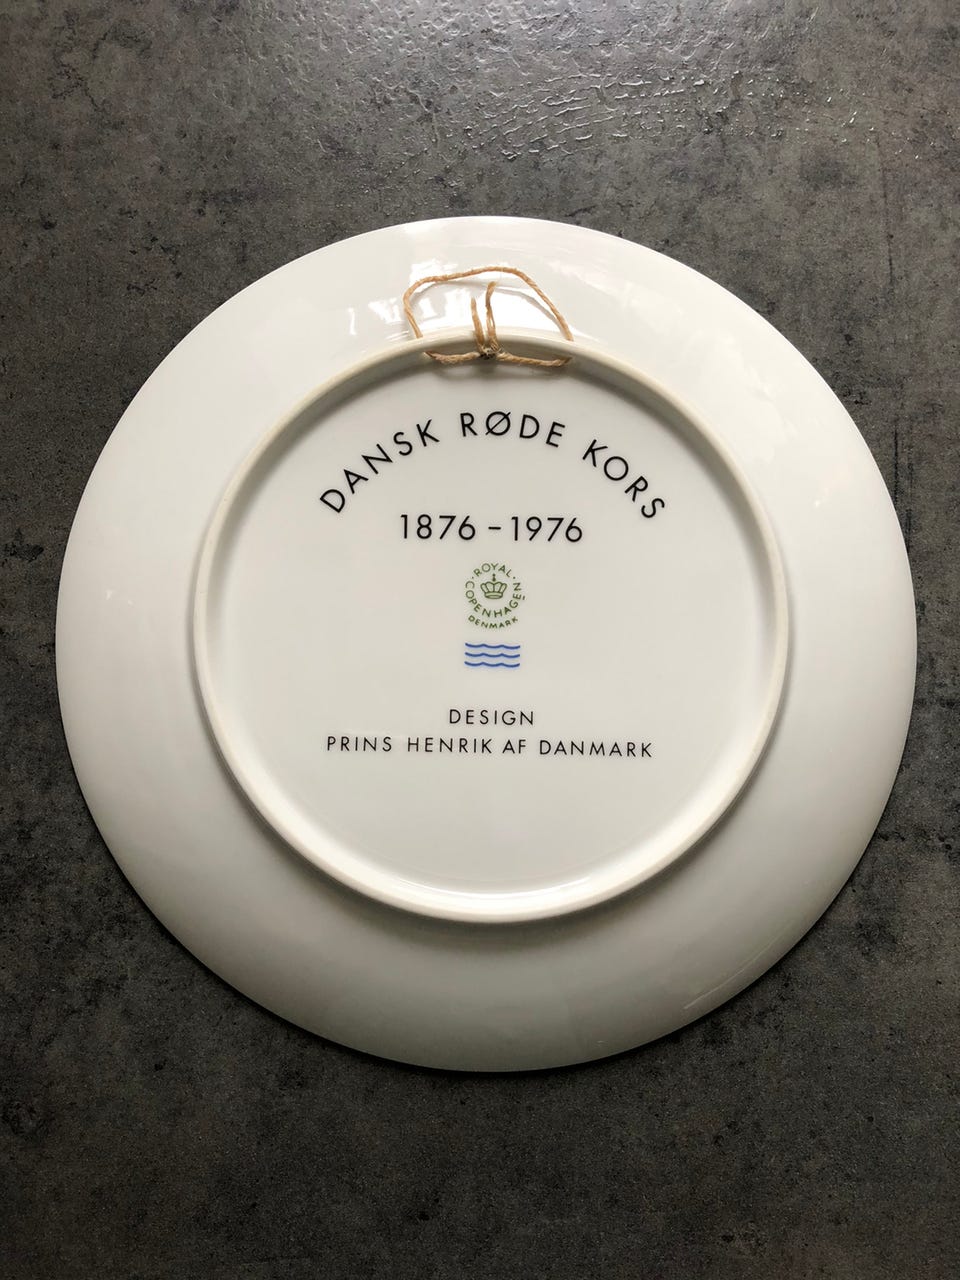 DANSK RØDE KORS
1876-1976
ROYAL
COPENHAGEN
DENMARK
DESIGN
PRINS HENRIK AF DANMARK